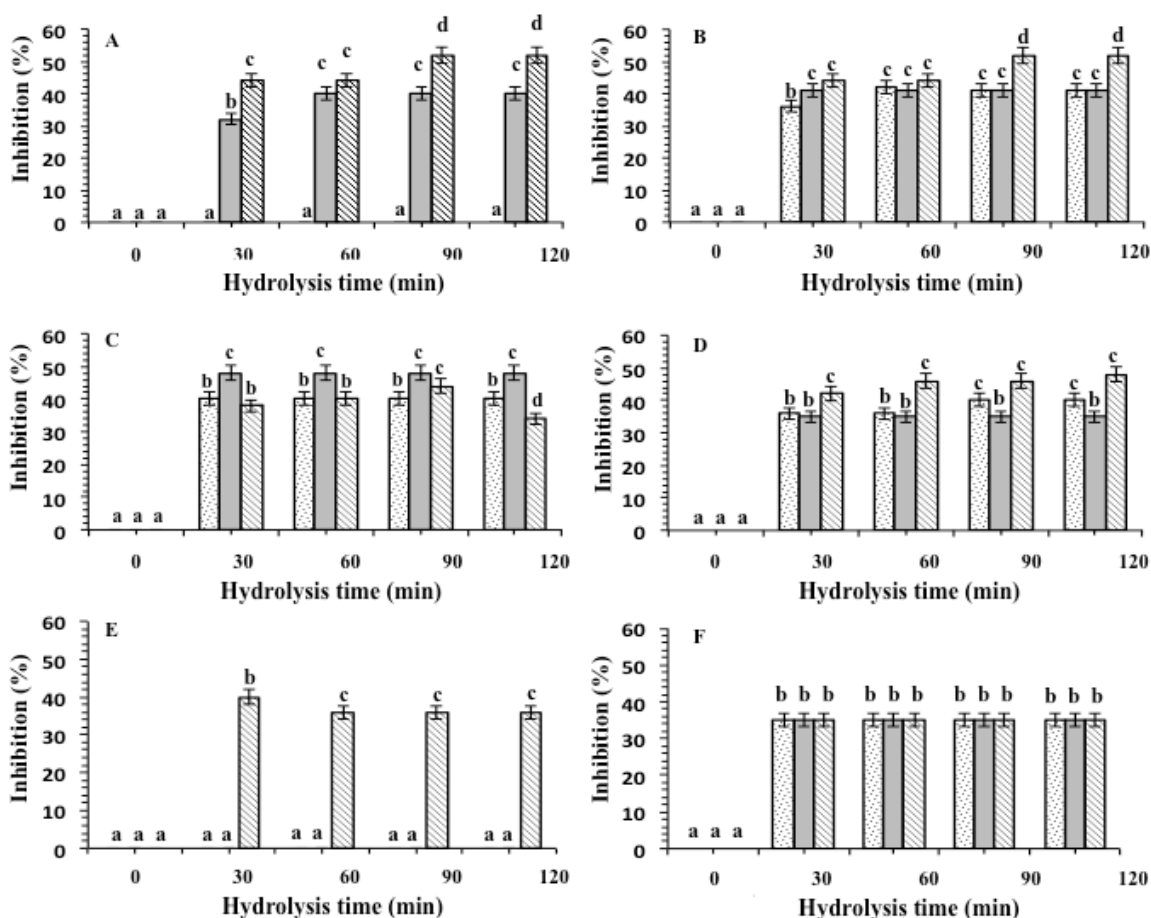 A
Inhibition (%)
60
50
40
30
20
10
0
a a a
a b c
a c c
a c d
a c d
0 30 60 90 120
Hydrolysis time (min)
B
Inhibition (%)
60
50
40
30
20
10
0
a a a
b c c
c c c
c c d
c c d
0 30 60 90 120
Hydrolysis time (min)
C
Inhibition (%)
60
50
40
30
20
10
0
a a a
b c b
b c b
b c c
b c d
0 30 60 90 120
Hydrolysis time (min)
D
Inhibition (%)
60
50
40
30
20
10
0
a a a
b b c
b b c
c b c
c b c
0 30 60 90 120
Hydrolysis time (min)
E
Inhibition (%)
60
50
40
30
20
10
0
a a a
a a b
a a c
a a c
a a c
0 30 60 90 120
Hydrolysis time (min)
F
Inhibition (%)
60
50
40
30
20
10
0
a a a
b b b
b b b
b b b
b b b
0 30 60 90 120
Hydrolysis time (min)